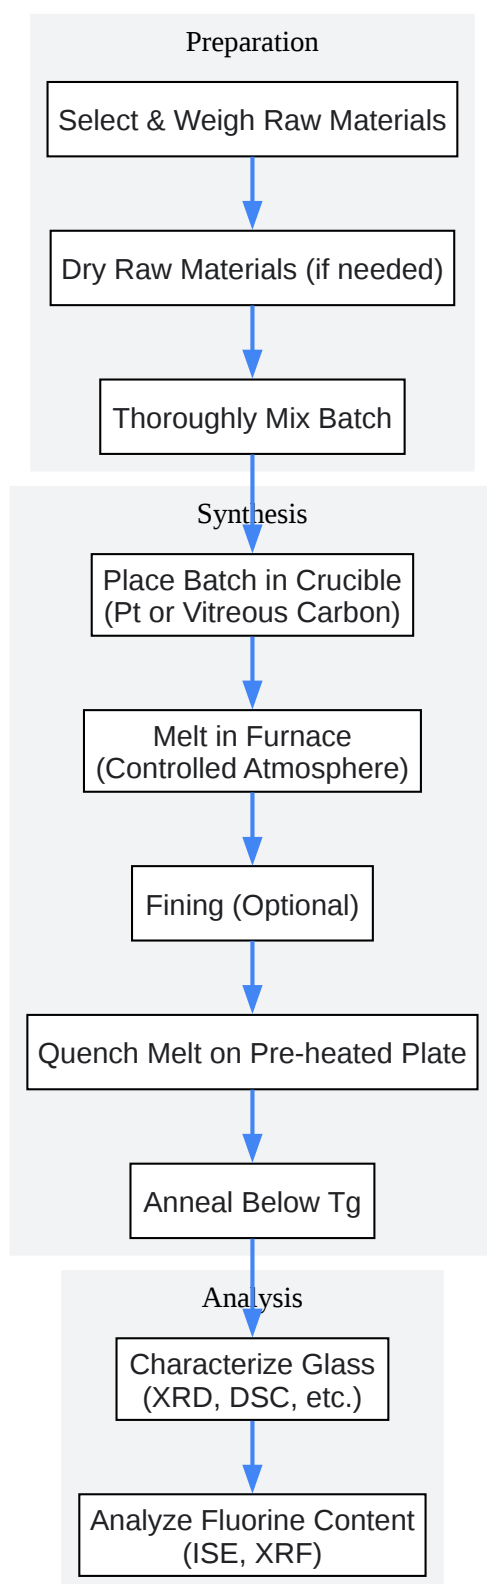 Preparation
Select & Weigh Raw Materials
Dry Raw Materials (if needed)
Thoroughly Mix Batch
Synthesis
Place Batch in Crucible
(Pt or Vitreous Carbon)
Melt in Furnace
(Controlled Atmosphere)
Fining (Optional)
Quench Melt on Pre-heated Plate
Anneal Below Tg
Analysis
Characterize Glass
(XRD, DSC, etc.)
Analyze Fluorine Content
(ISE, XRF)